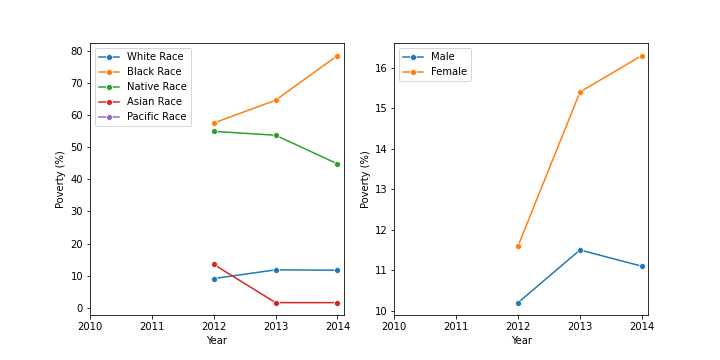 80
70
60
50
40
30
20
10
0
Poverty (%)
White Race
Black Race
Native Race
Asian Race
Pacific Race
2010 2011 2012 2013 2014
Year
16
15
14
13
12
11
10
Poverty (%)
Male
Female
2010 2011 2012 2013 2014
Year